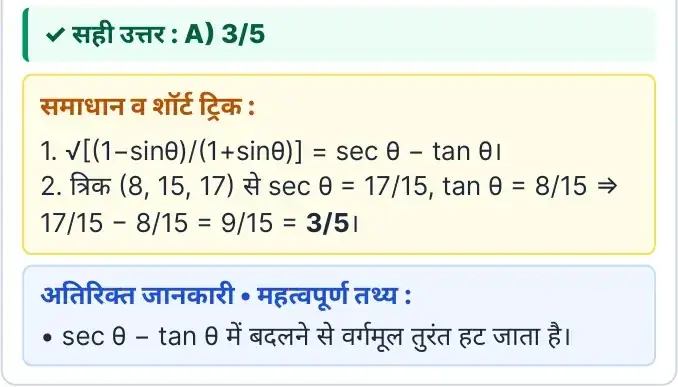 ✓ सही उत्तर : A) 3/5
समाधान व शॉर्ट ट्रिक :
1. √[(1−sinθ)/(1+sinθ)] = sec θ − tan θ।
2. त्रिक (8, 15, 17) से sec θ = 17/15, tan θ = 8/15 ⇒
17/15 − 8/15 = 9/15 = 3/5।
अतिरिक्त जानकारी • महत्वपूर्ण तथ्य :
• sec θ − tan θ में बदलने से वर्गमूल तुरंत हट जाता है।